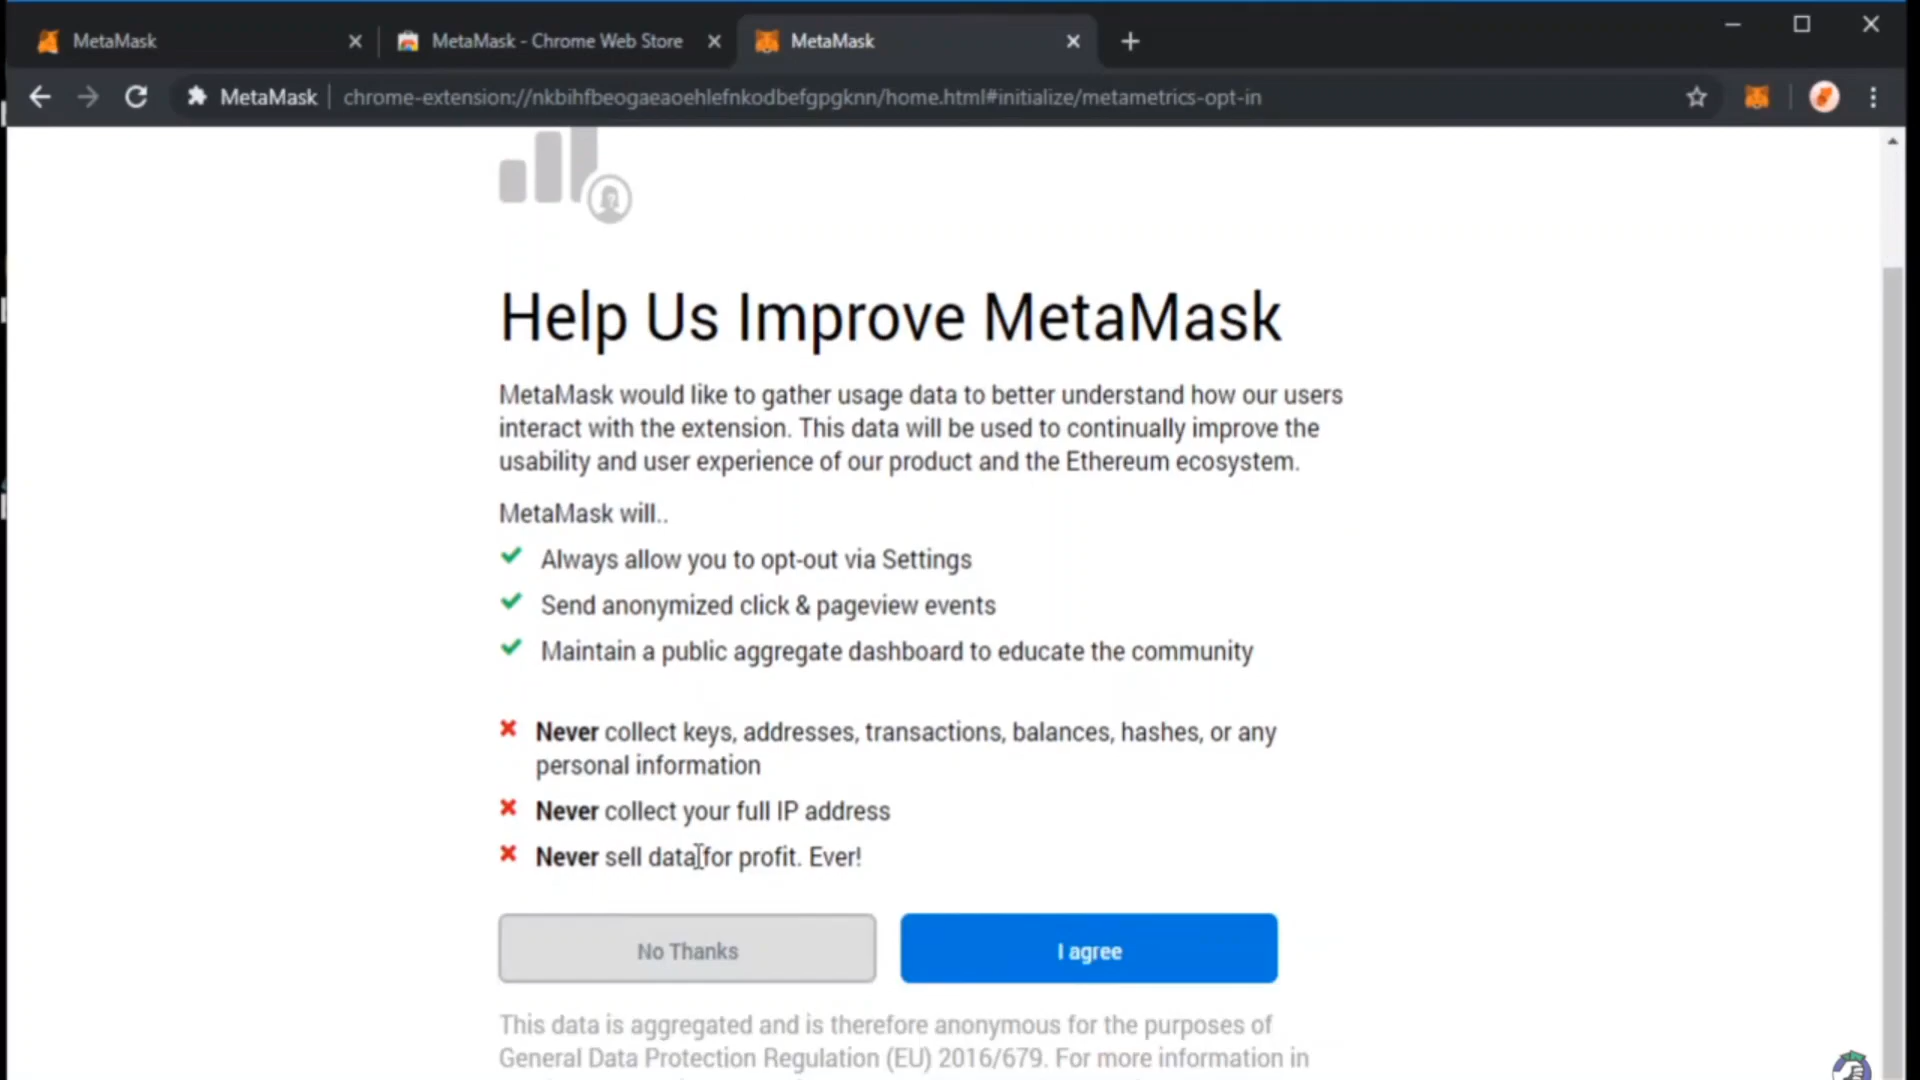 MetaMask
MetaMask - Chrome Web Store
MetaMask
MetaMask
chrome-extension://nkbihfbeogaeaoehlefnkodbefgpgknn/home.html#initialize/metametrics-opt-in
Help Us Improve MetaMask
MetaMask would like to gather usage data to better understand how our users
interact with the extension. This data will be used to continually improve the
usability and user experience of our product and the Ethereum ecosystem.
MetaMask will..
Always allow you to opt-out via Settings
Send anonymized click & pageview events
Maintain a public aggregate dashboard to educate the community
Never collect keys, addresses, transactions, balances, hashes, or any
personal information
Never collect your full IP address
Never sell data for profit. Ever!
No Thanks
I agree
This data is aggregated and is therefore anonymous for the purposes of
General Data Protection Regulation (EU) 2016/679. For more information in